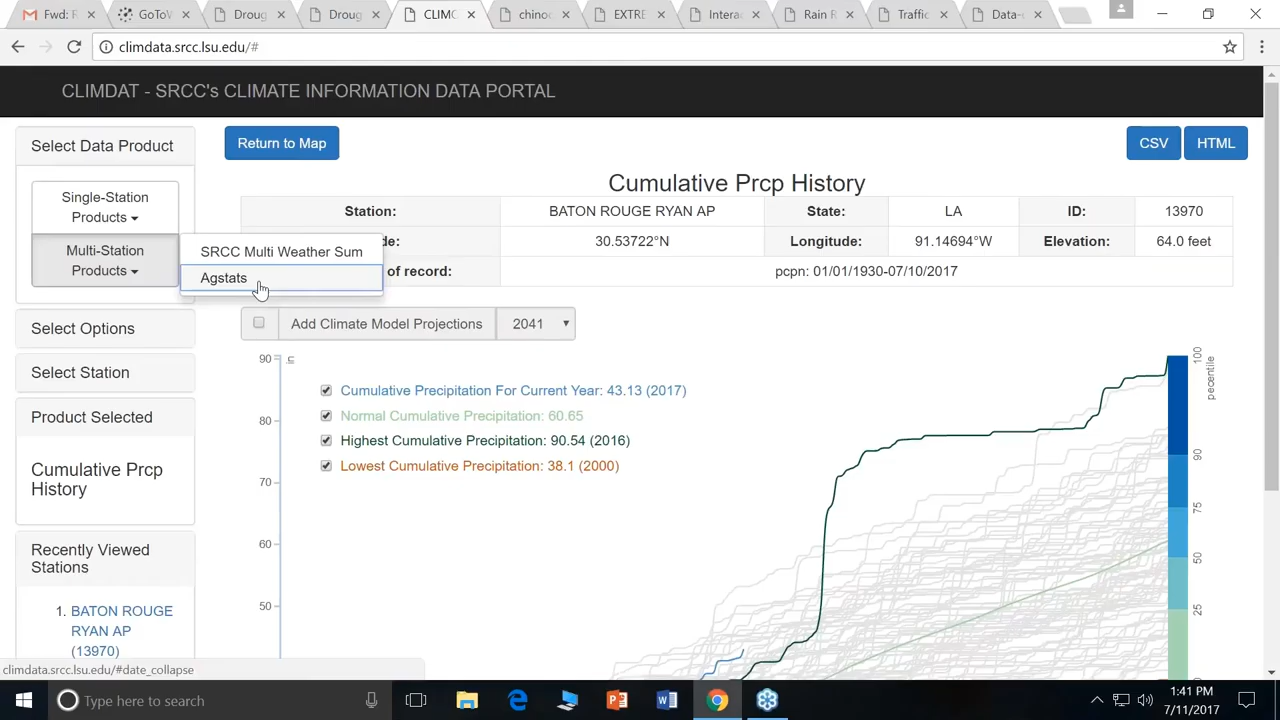 Fwd: R
GoToW
Droug
Droug
CLIMC
chinoo
EXTRE
Intera
Rain R
Traffic
Data-
climdata.srcc.lsu.edu/#
CLIMDAT - SRCC's CLIMATE INFORMATION DATA PORTAL
Select Data Product
Single-Station
Products
Multi-Station
Products
SRCC Multi Weather Sum
Agstats
Select Options
Select Station
Product Selected
Cumulative Prcp
History
Recently Viewed
Stations
1. BATON ROUGE
RYAN AP
(13970)
Return to Map
CSV
HTML
Cumulative Prcp History
Station: BATON ROUGE RYAN AP State: LA ID: 13970
de: 30.53722°N Longitude: 91.14694°W Elevation: 64.0 feet
of record: pcpn: 01/01/1930-07/10/2017
Add Climate Model Projections 2041
90
80
70
60
50
in
Cumulative Precipitation For Current Year: 43.13 (2017)
Normal Cumulative Precipitation: 60.65
Highest Cumulative Precipitation: 90.54 (2016)
Lowest Cumulative Precipitation: 38.1 (2000)
100
90
75
50
25
pecentile
climdata.srcc.lsu.edu/#date_collapse
Type here to search
1:41 PM
7/11/2017